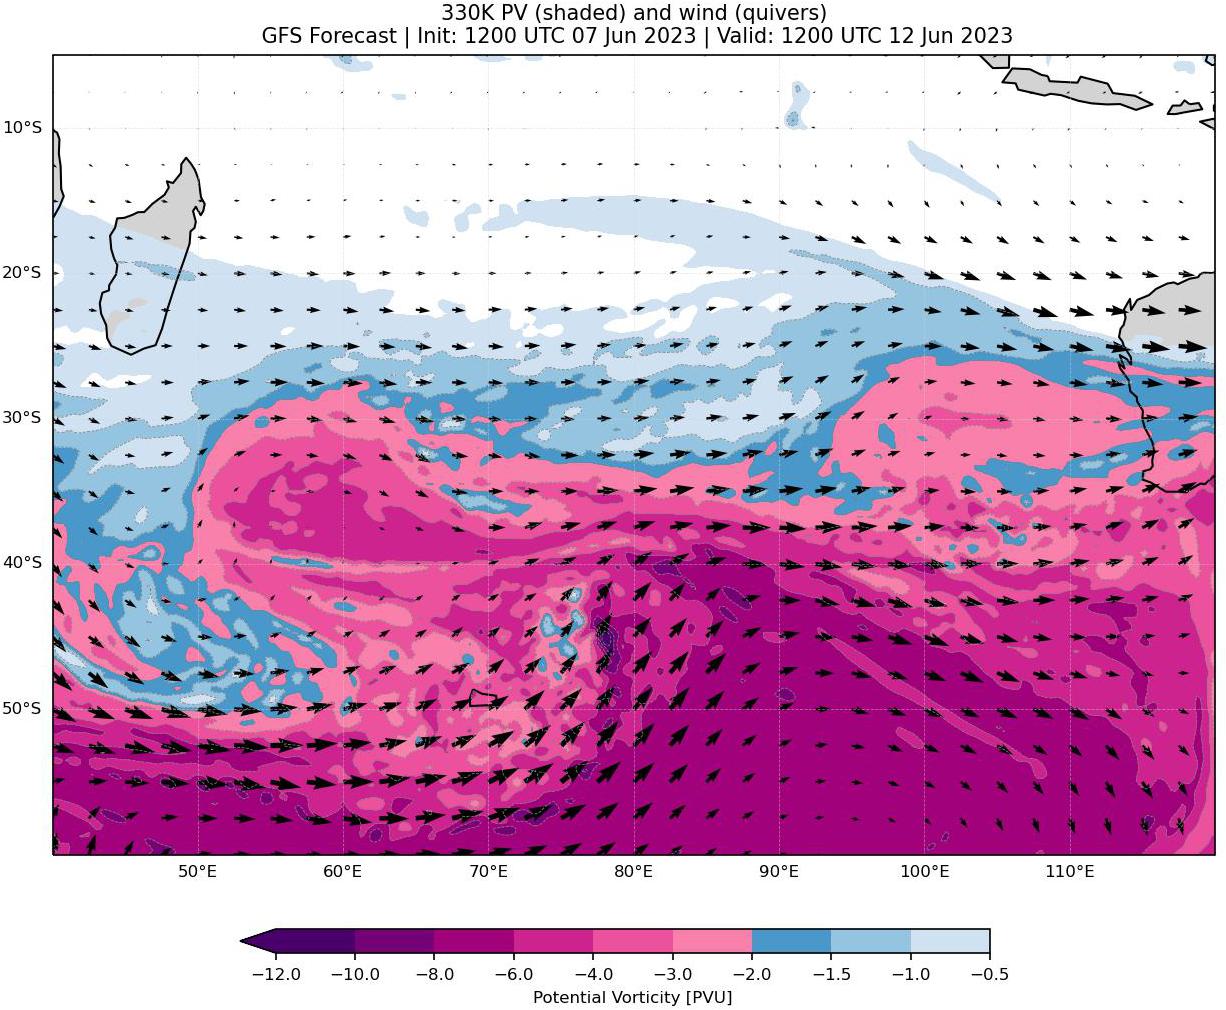 330K PV (shaded) and wind (quivers)
GFS Forecast | Init: 1200 UTC 07 Jun 2023 | Valid: 1200 UTC 12 Jun 2023
10°S
20°S
30°S
40°S
50°S
50°E 60°E 70°E 80°E 90°E 100°E 110°E
−12.0 −10.0 −8.0 −6.0 −4.0 −3.0 −2.0 −1.5 −1.0 −0.5
Potential Vorticity [PVU]